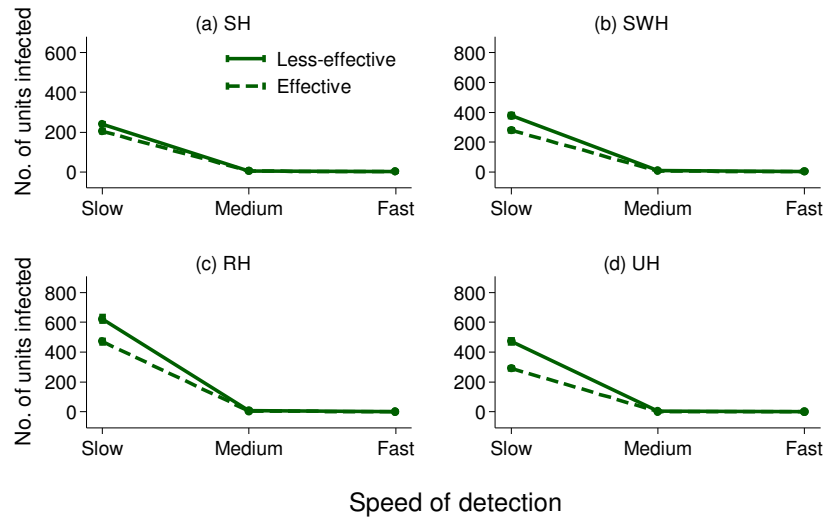 (a) SH
(b) SWH
No. of units infected
600
400
200
0
Less-effective
Effective
Slow
Medium
Fast
800
600
400
200
0
Slow
Medium
Fast
(c) RH
(d) UH
No. of units infected
800
600
400
200
0
Slow
Medium
Fast
800
600
400
200
0
Slow
Medium
Fast
Speed of detection